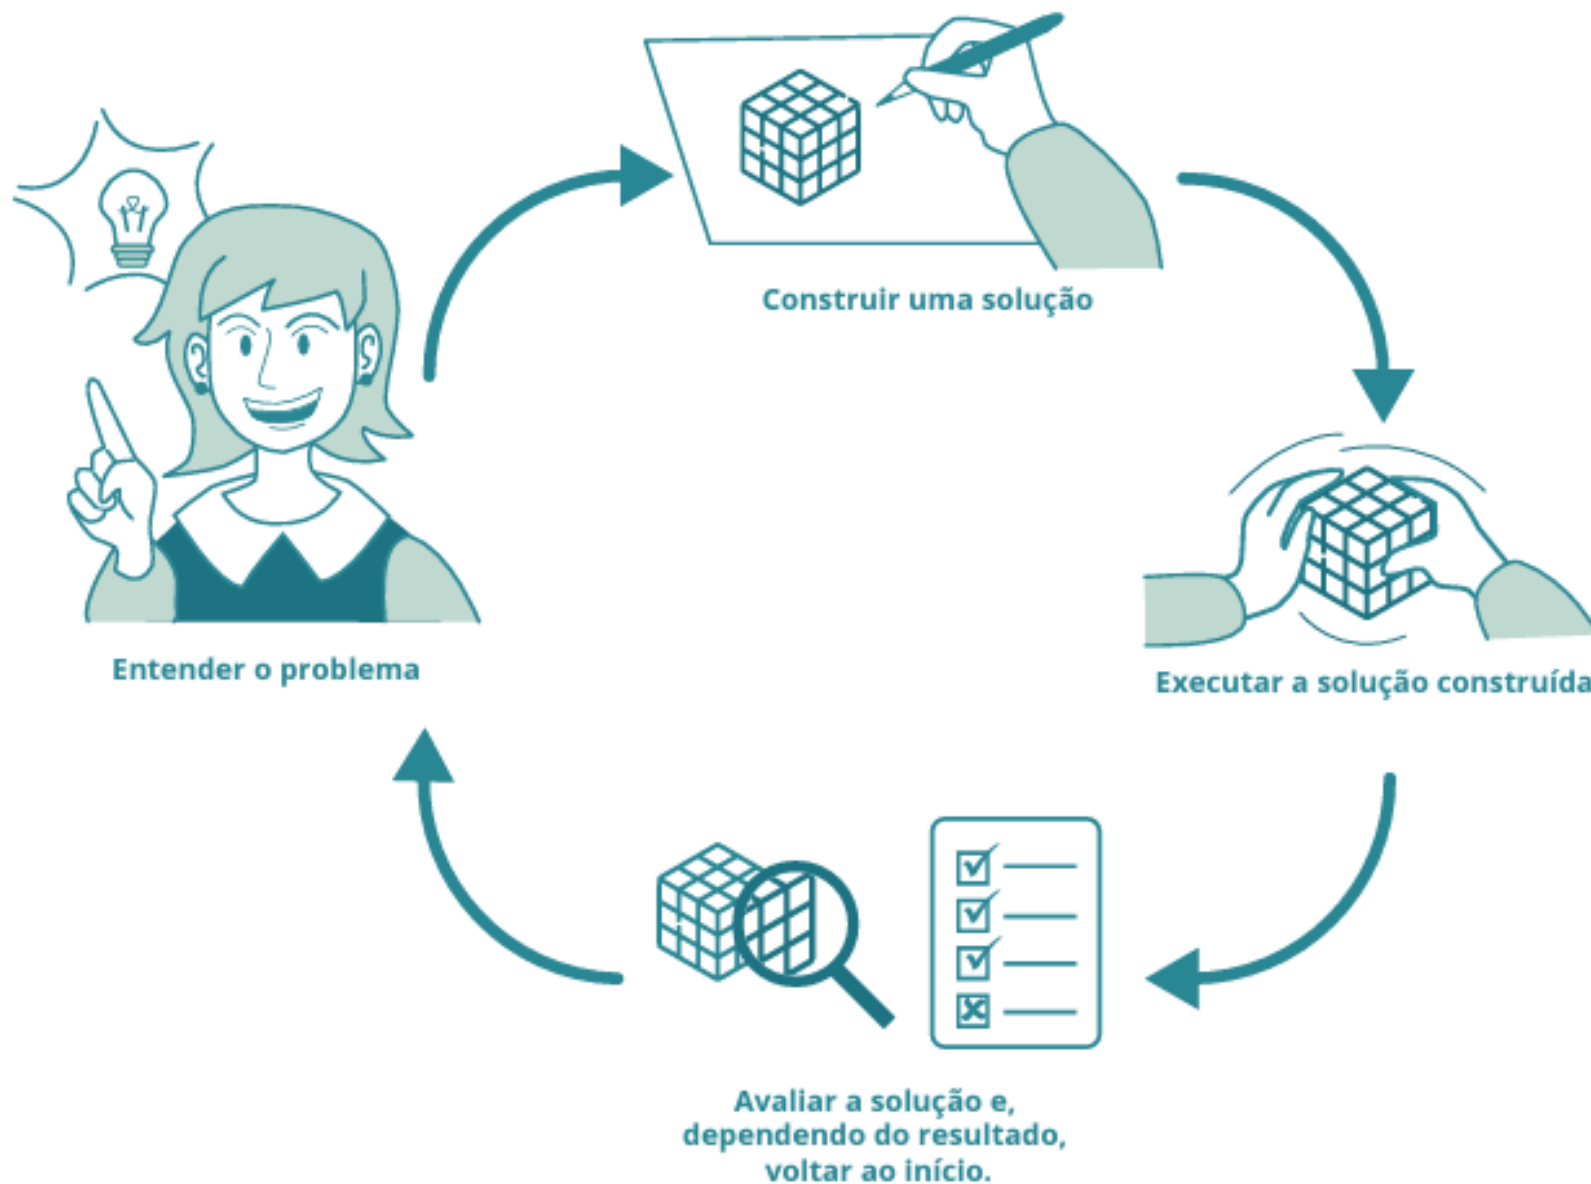 Construir uma solução
Entender o problema
Executar a solução construída
Avaliar a solução e,
dependendo do resultado,
voltar ao início.